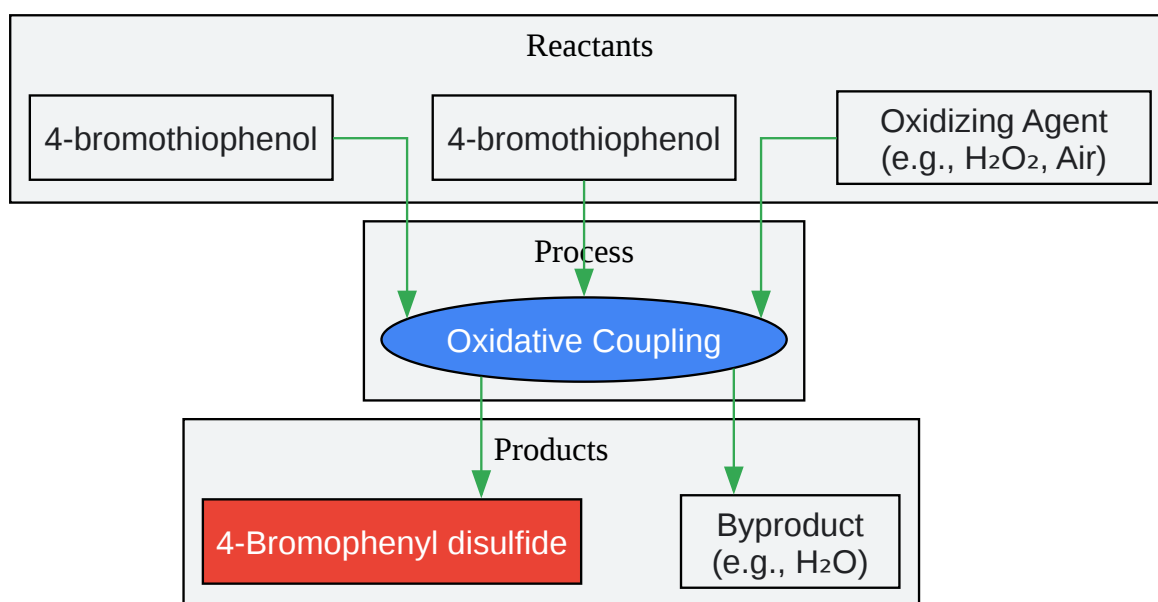 Reactants
4-bromothiophenol
4-bromothiophenol
Oxidizing Agent
(e.g., H₂O₂, Air)
Process
Oxidative Coupling
Products
4-Bromophenyl disulfide
Byproduct
(e.g., H₂O)